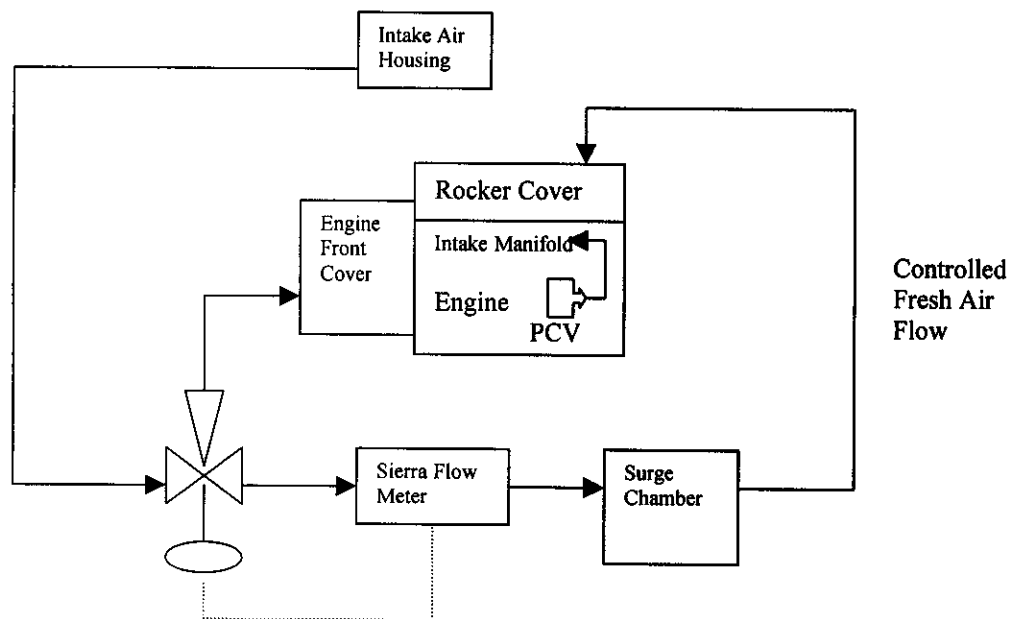 Intake Air
Housing
Rocker Cover
Engine
Front
Cover
Intake Manifold
Engine
PCV
Controlled
Fresh Air
Flow
Sierra Flow
Meter
Surge
Chamber